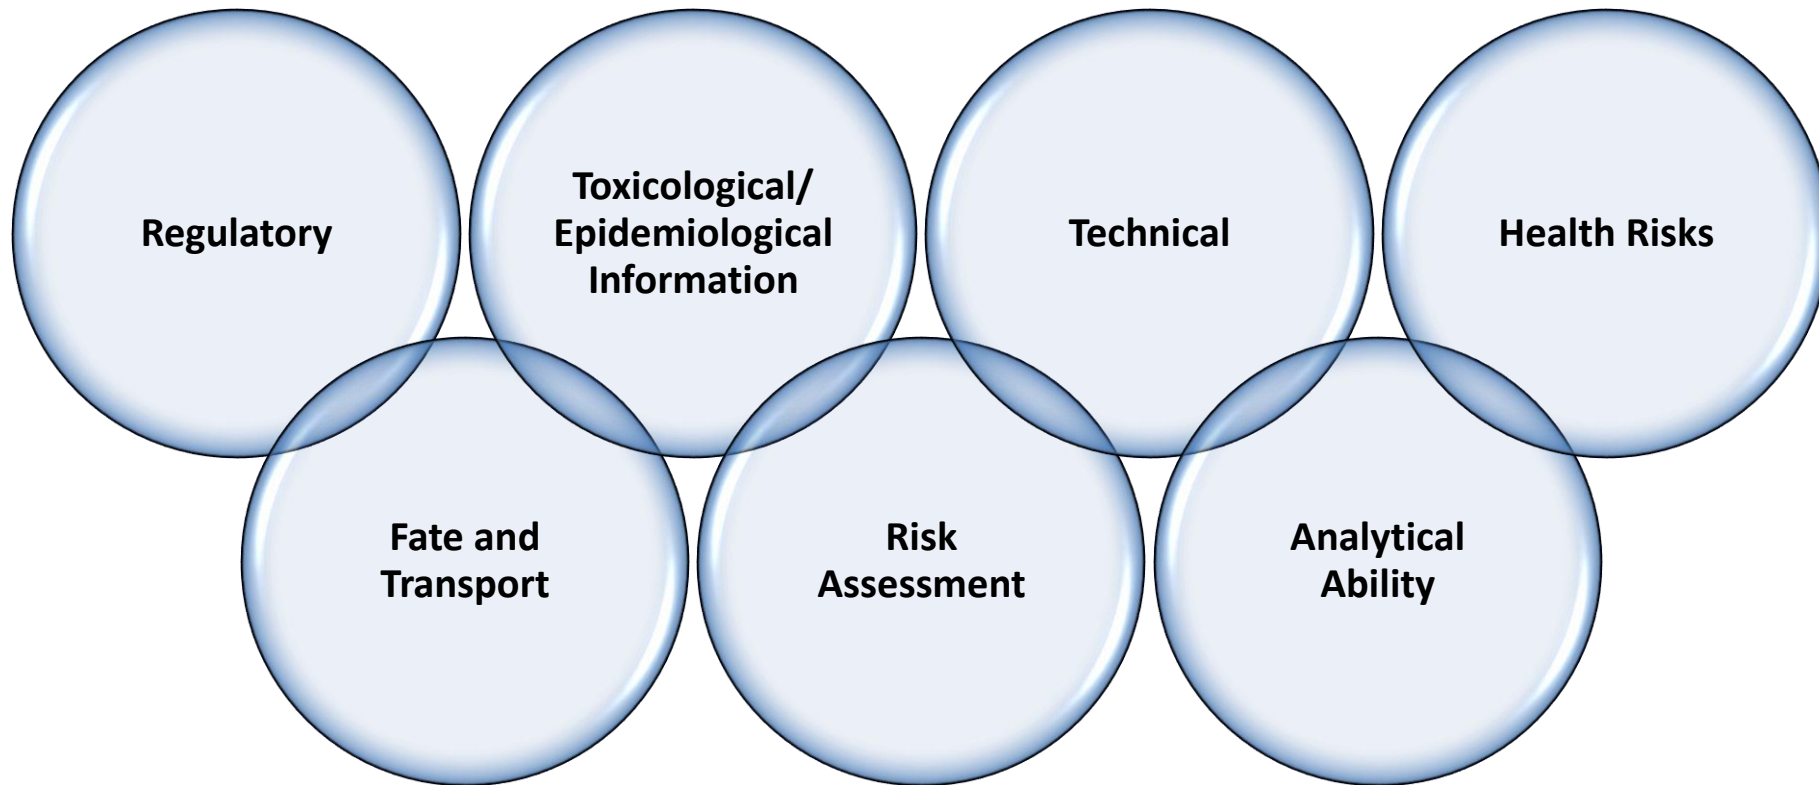 Regulatory
Toxicological/
Epidemiological
Information
Technical
Health Risks
Fate and
Transport
Risk
Assessment
Analytical
Ability